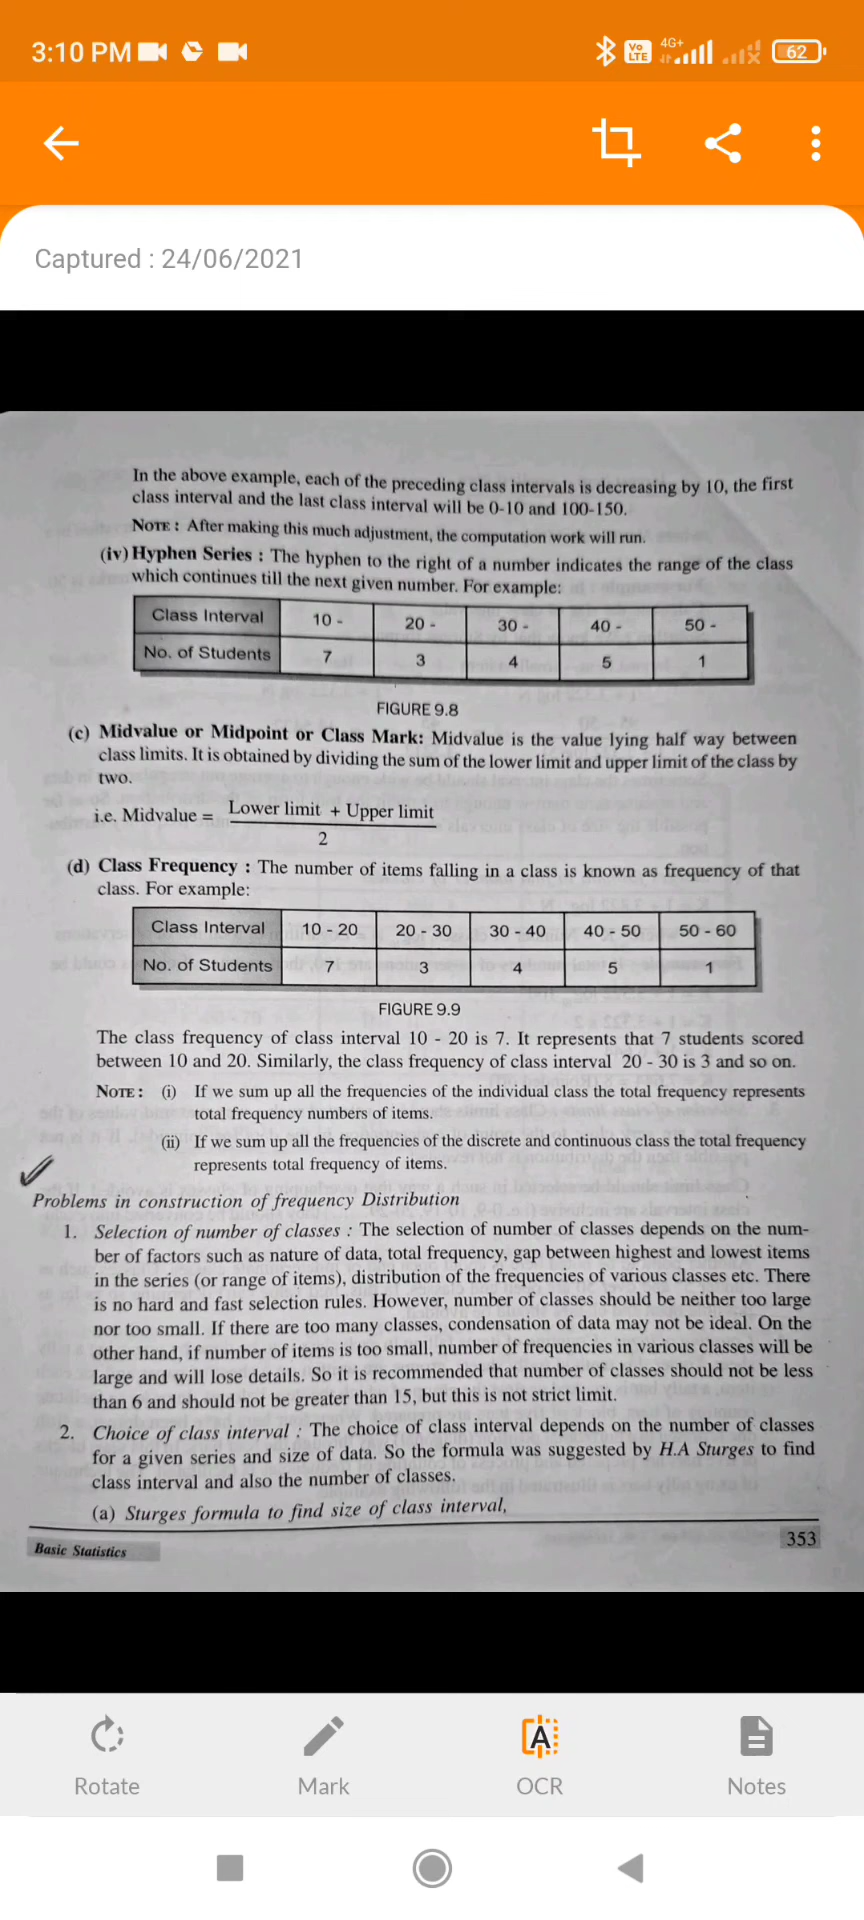 3:10 PM
Vo LTE 4G+ 62
Captured : 24/06/2021
In the above example, each of the preceding class intervals is decreasing by 10, the first
class interval and the last class interval will be 0-10 and 100-150.
NOTE : After making this much adjustment, the computation work will run.
(iv) Hyphen Series : The hyphen to the right of a number indicates the range of the class
which continues till the next given number. For example:
Class Interval 10 - 20 - 30 - 40 - 50 -
No. of Students 7 3 4 5 1
FIGURE 9.8
(c) Midvalue or Midpoint or Class Mark: Midvalue is the value lying half way between
class limits. It is obtained by dividing the sum of the lower limit and upper limit of the class by
two.
i.e. Midvalue = Lower limit + Upper limit
2
(d) Class Frequency : The number of items falling in a class is known as frequency of that
class. For example:
Class Interval 10 - 20 20 - 30 30 - 40 40 - 50 50 - 60
No. of Students 7 3 4 5 1
FIGURE 9.9
The class frequency of class interval 10 - 20 is 7. It represents that 7 students scored
between 10 and 20. Similarly, the class frequency of class interval 20 - 30 is 3 and so on.
NOTE : (i) If we sum up all the frequencies of the individual class the total frequency represents
total frequency numbers of items.
(ii) If we sum up all the frequencies of the discrete and continuous class the total frequency
represents total frequency of items.
Problems in construction of frequency Distribution
1. Selection of number of classes : The selection of number of classes depends on the num-
ber of factors such as nature of data, total frequency, gap between highest and lowest items
in the series (or range of items), distribution of the frequencies of various classes etc. There
is no hard and fast selection rules. However, number of classes should be neither too large
nor too small. If there are too many classes, condensation of data may not be ideal. On the
other hand, if number of items is too small, number of frequencies in various classes will be
large and will lose details. So it is recommended that number of classes should not be less
than 6 and should not be greater than 15, but this is not strict limit.
2. Choice of class interval : The choice of class interval depends on the number of classes
for a given series and size of data. So the formula was suggested by H.A Sturges to find
class interval and also the number of classes.
(a) Sturges formula to find size of class interval,
Basic Statistics 353
Rotate Mark OCR Notes